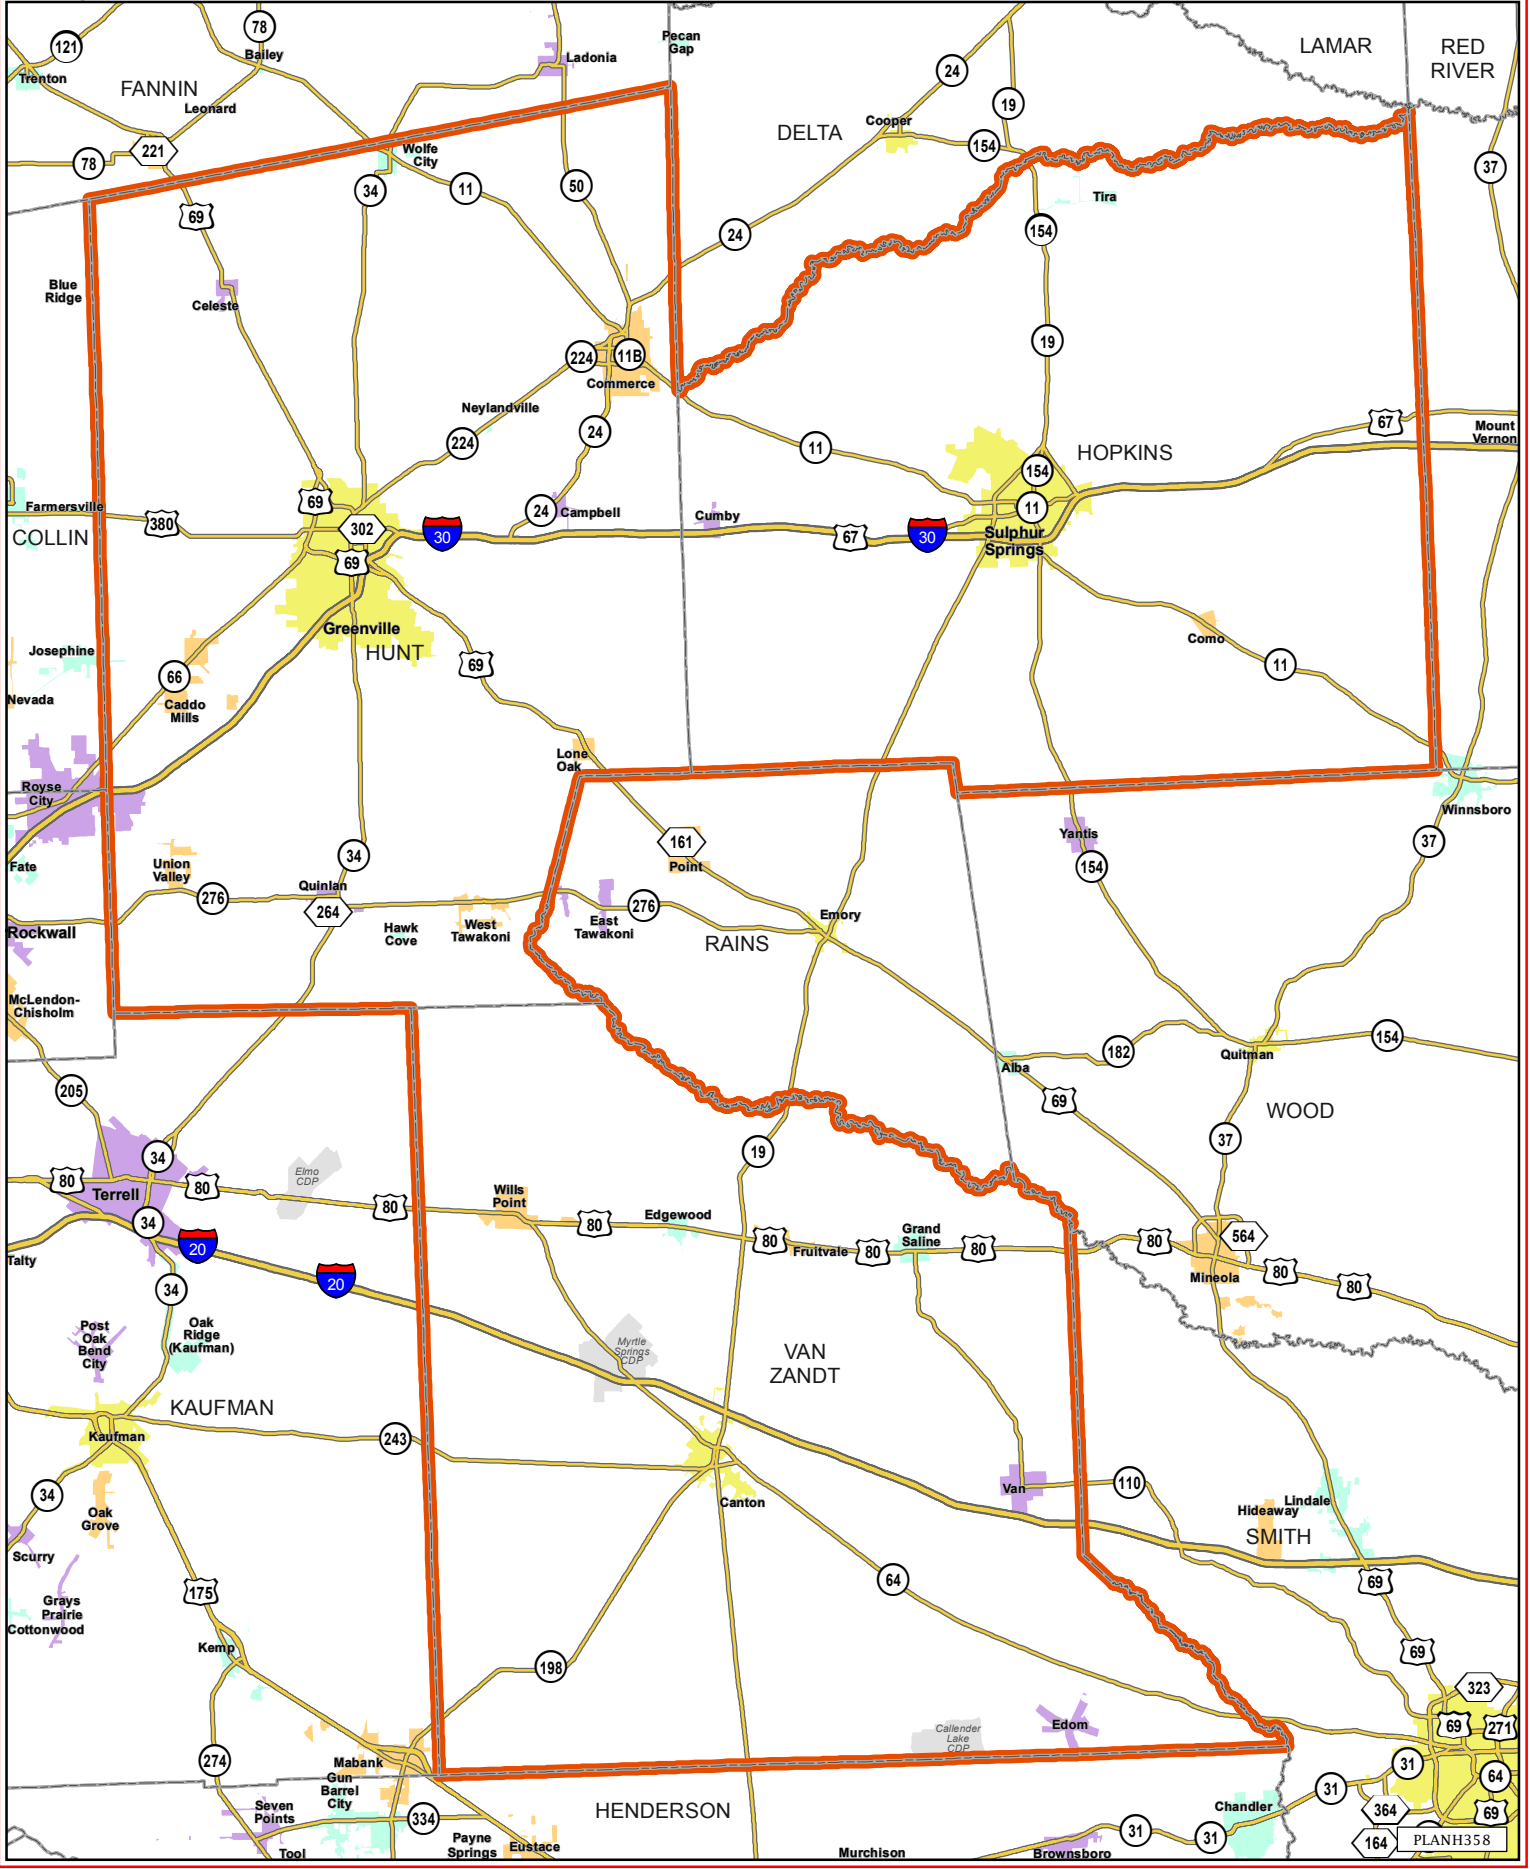 78
121
Bailey
Ladonia
Pecan
Gap
LAMAR
RED
RIVER
Trenton
FANNIN
Leonard
24
19
Cooper
DELTA
154
221
78
Wolfe
City
34
11
50
37
69
Tira
24
154
Blue
Ridge
Celeste
19
224
11B
Commerce
Neylandville
224
24
11
67
Mount
Vernon
HOPKINS
154
69
11
Farmersville
380
302
30
24
Campbell
Cumby
67
30
Sulphur
Springs
COLLIN
69
Greenville
HUNT
Josephine
66
69
Como
11
Nevada
Caddo
Mills
Lone
Oak
Royse
City
Winnsboro
Yantis
161
Point
37
154
Fate
Union
Valley
34
Quinlan
276
264
276
Emory
Rockwall
Hawk
Cove
West
Tawakoni
East
Tawakoni
RAINS
McLendon-
Chisholm
182
154
Quitman
Alba
205
69
WOOD
37
34
19
Elmo
CDP
80
80
Terrell
80
Wills
Point
80
Edgewood
80
Fruitvale
80
Grand
Saline
80
80
564
34
20
Talty
20
Mineola
80
80
34
Post
Oak
Bend
City
Oak
Ridge
(Kaufman)
Myrtle
Springs
CDP
VAN
ZANDT
KAUFMAN
Kaufman
243
34
Oak
Grove
Canton
Van
110
Hideaway
Lindale
SMITH
Scurry
64
69
Grays
Prairie
Cottonwood
175
Kemp
198
69
323
Edom
Callender
Lake
CDP
69
271
274
Mabank
Gun
Barrel
City
31
64
31
Seven
Points
334
HENDERSON
Chandler
364
69
Tool
Payne
Springs
Eustace
Murchison
Brownsboro
31
31
164
PLANH358